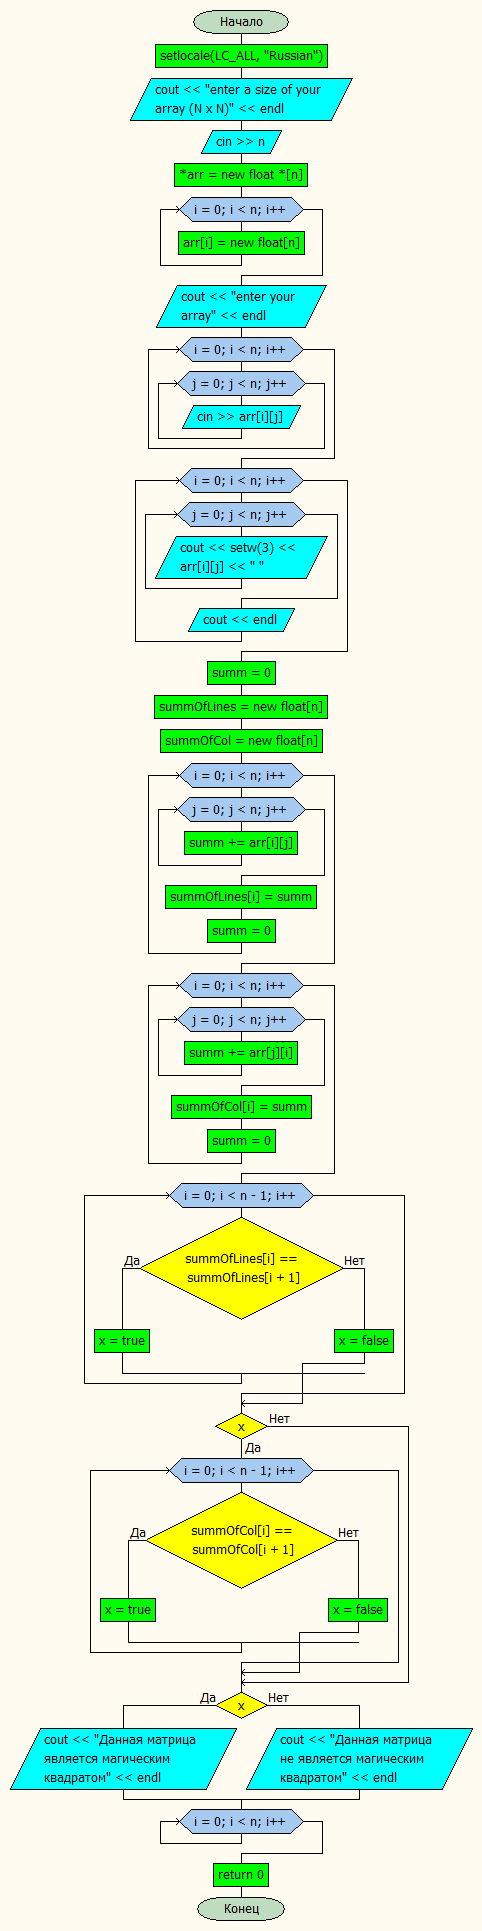 Начало
setlocale(LC_ALL, "Russian")
cout << "enter a size of your
array (N x N)" << endl
cin >> n
*arr = new float *[n]
i = 0; i < n; i++
arr[i] = new float[n]
cout << "enter your
array" << endl
i = 0; i < n; i++
j = 0; j < n; j++
cin >> arr[i][j]
i = 0; i < n; i++
j = 0; j < n; j++
cout << setw(3) <<
arr[i][j] << " "
cout << endl
summ = 0
summOfLines = new float[n]
summOfCol = new float[n]
i = 0; i < n; i++
j = 0; j < n; j++
summ += arr[i][j]
summOfLines[i] = summ
summ = 0
i = 0; i < n; i++
j = 0; j < n; j++
summ += arr[j][i]
summOfCol[i] = summ
summ = 0
i = 0; i < n - 1; i++
summOfLines[i] ==
summOfLines[i + 1]
Да
Нет
x = true
x = false
x
Нет
Да
i = 0; i < n - 1; i++
summOfCol[i] ==
summOfCol[i + 1]
Да
Нет
x = true
x = false
x
Да
Нет
cout << "Данная матрица
является магическим
квадратом" << endl
cout << "Данная матрица
не является магическим
квадратом" << endl
i = 0; i < n; i++
return 0
Конец